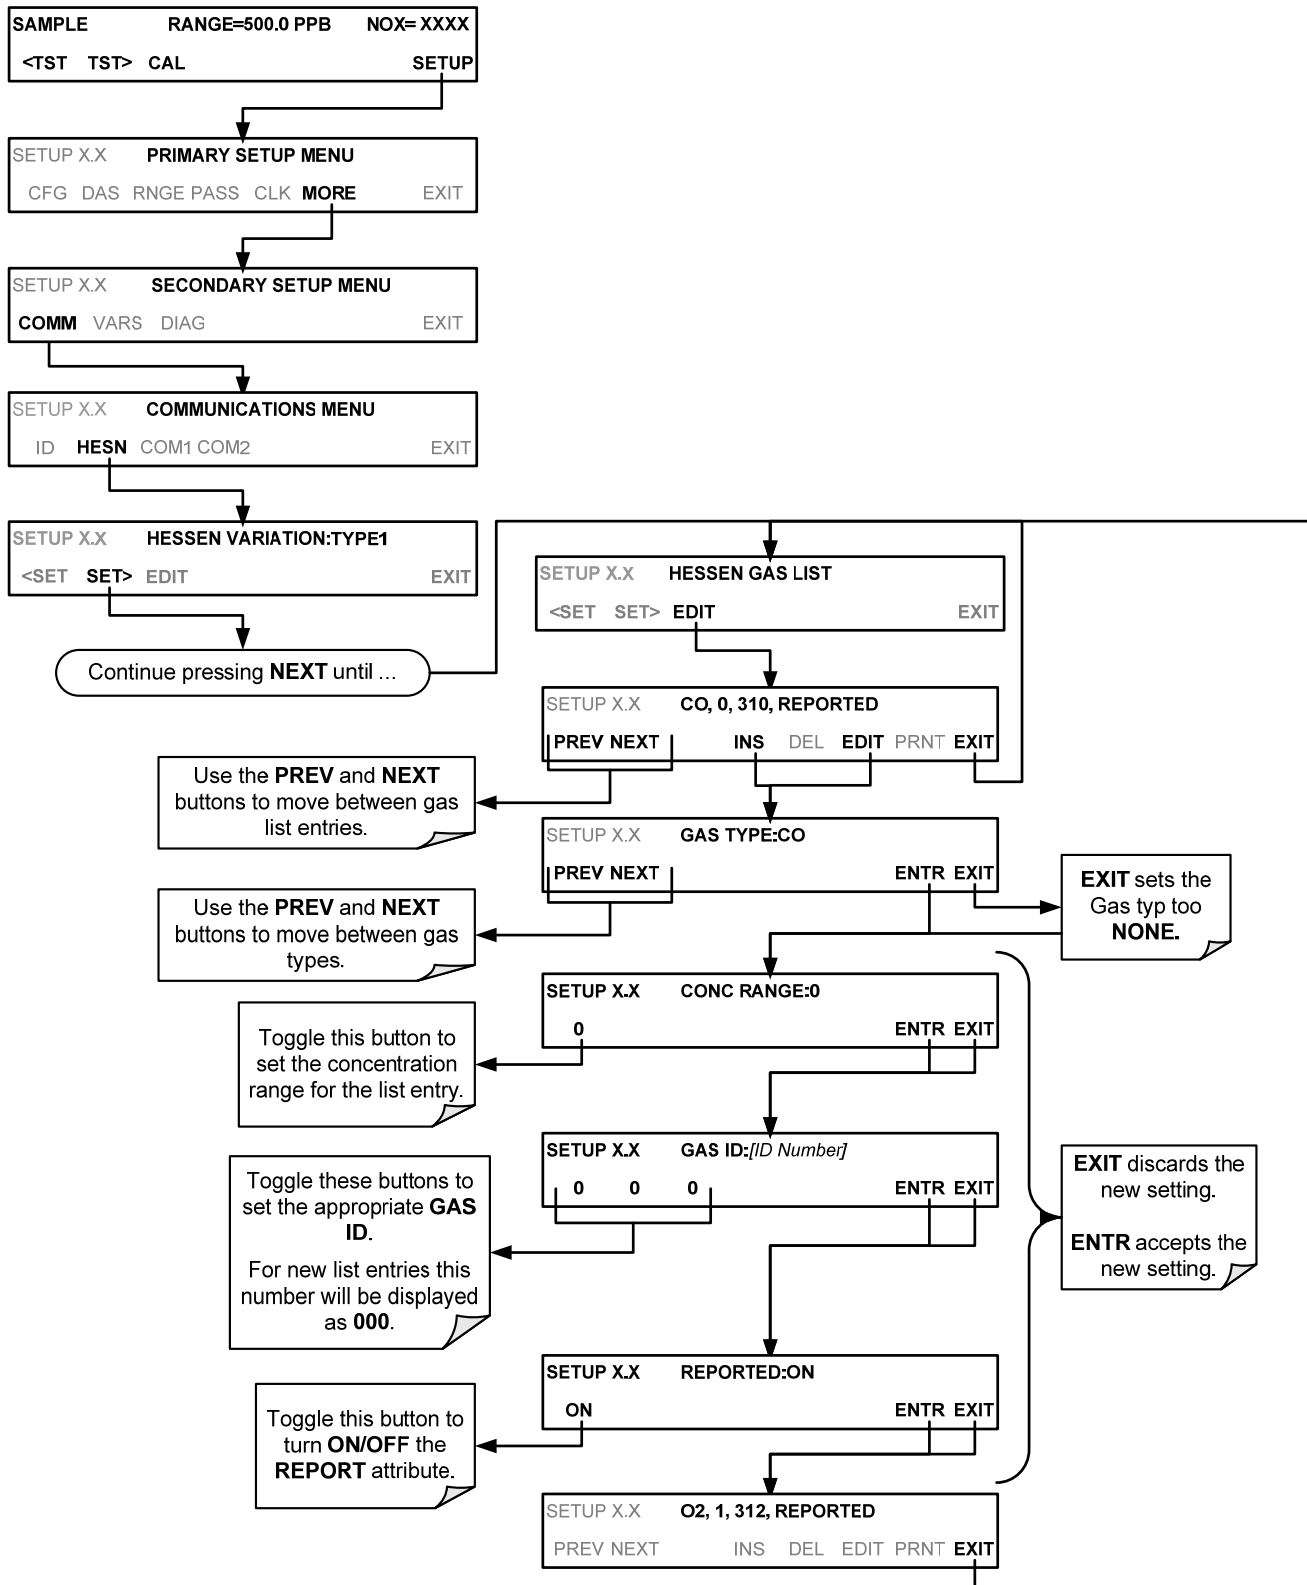 SAMPLE RANGE=500.0 PPB NOX= XXXX
<TST TST> CAL SETUP
SETUP X.X PRIMARY SETUP MENU
CFG DAS RNGE PASS CLK MORE EXIT
SETUP X.X SECONDARY SETUP MENU
COMM VARS DIAG EXIT
SETUP X.X COMMUNICATIONS MENU
ID HESN COM1 COM2 EXIT
SETUP X.X HESSEN VARIATION:TYPE1
<SET SET> EDIT EXIT
Continue pressing NEXT until ...
SETUP X.X HESSEN GAS LIST
<SET SET> EDIT EXIT
SETUP X.X CO, 0, 310, REPORTED
PREV NEXT INS DEL EDIT PRNT EXIT
Use the PREV and NEXT
buttons to move between gas
list entries.
SETUP X.X GAS TYPE:CO
PREV NEXT ENTR EXIT
EXIT sets the
Gas typ too
NONE.
Use the PREV and NEXT
buttons to move between gas
types.
SETUP X.X CONC RANGE:0
0 ENTR EXIT
Toggle this button to
set the concentration
range for the list entry.
SETUP X.X GAS ID:[ID Number]
0 0 0 ENTR EXIT
Toggle these buttons to
set the appropriate GAS
ID.
For new list entries this
number will be displayed
as 000.
EXIT discards the
new setting.
ENTR accepts the
new setting.
SETUP X.X REPORTED:ON
ON ENTR EXIT
Toggle this button to
turn ON/OFF the
REPORT attribute.
SETUP X.X O2, 1, 312, REPORTED
PREV NEXT INS DEL EDIT PRNT EXIT